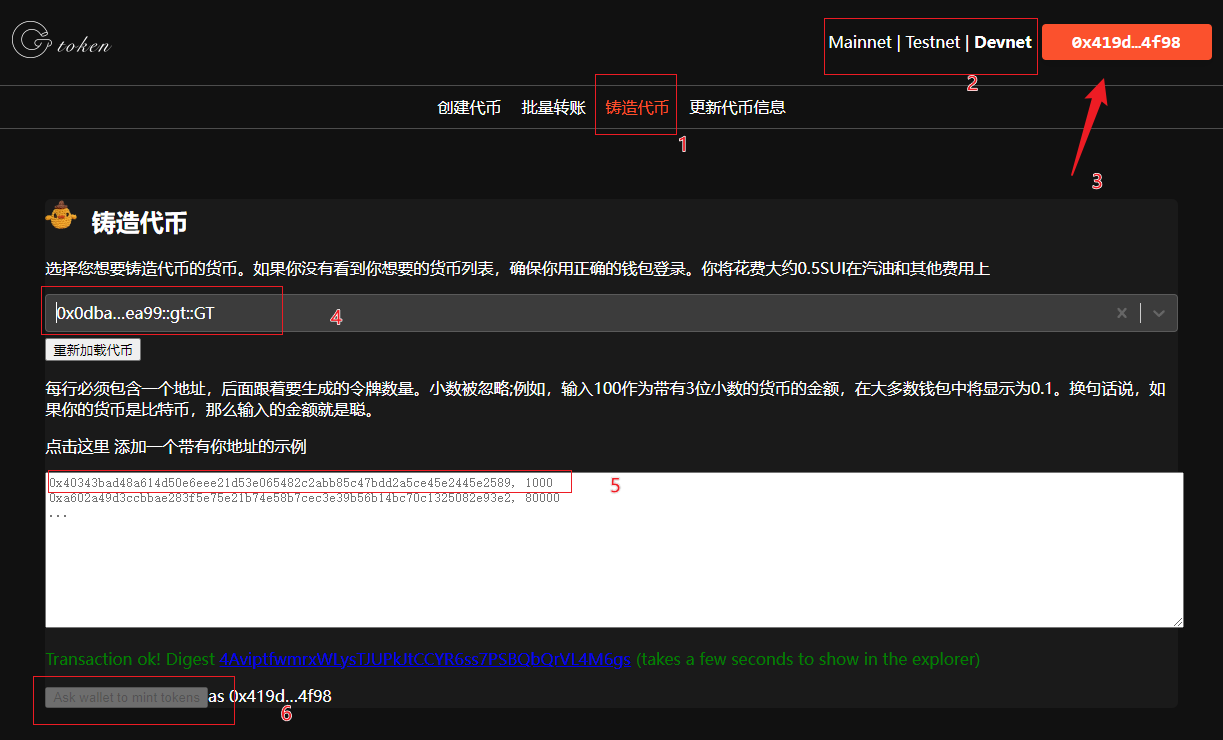 GT token
Mainnet | Testnet | Devnet
0x419d...4f98
2
创建代币 批量转账 铸造代币 更新代币信息
1
3
铸造代币
选择您想要铸造代币的货币。如果你没有看到你想要的货币列表，确保你用正确的钱包登录。你将花费大约0.5SUI在汽油和其他费用上
0x0dba...ea99::gt::GT
4
重新加载代币
每行必须包含一个地址，后面跟着要生成的令牌数量。小数被忽略;例如，输入100作为带有3位小数的货币的金额，在大多数钱包中将显示为0.1。换句话说，如
果你的货币是比特币，那么输入的金额就是聪。
点击这里 添加一个带有你地址的示例
0x40343bad48a614d50e6eee21d53e065482c2abb85c47bdd2a5ce45e2445e2589, 1000
5
0xa602a49d3ccbbae283f5e75e21b74e58b7cec3e39b56b14bc70c1325082e93e2, 80000
...
Transaction ok! Digest (takes a few seconds to show in the explorer)
Ask wallet to mint tokens as 0x419d...4f98
6